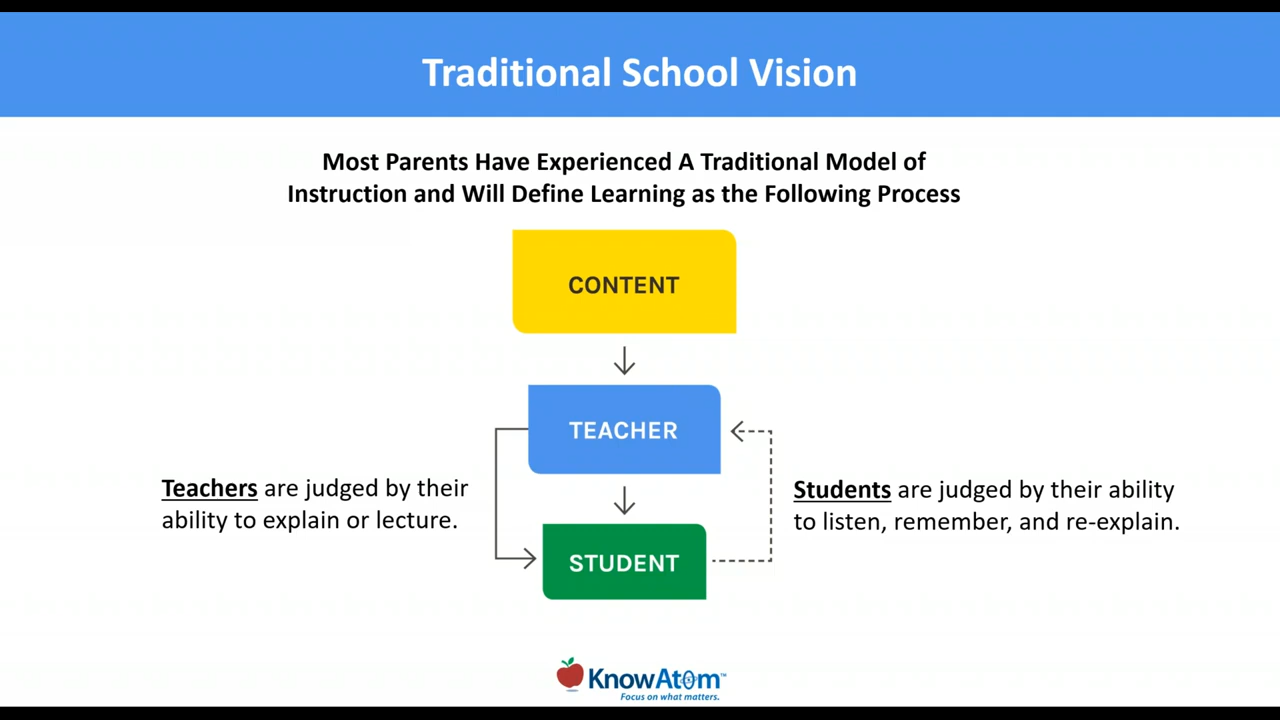 Traditional School Vision
Most Parents Have Experienced A Traditional Model of
Instruction and Will Define Learning as the Following Process
CONTENT
TEACHER
Teachers are judged by their
ability to explain or lecture.
Students are judged by their ability
to listen, remember, and re-explain.
STUDENT
KnowAtom™
Focus on what matters.